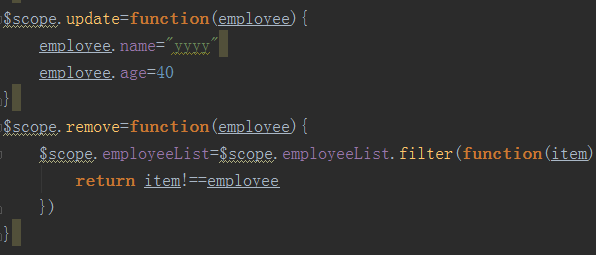 $scope.update=function(employee){
employee.name="yyyy"
employee.age=40
}
$scope.remove=function(employee){
$scope.employeeList=$scope.employeeList.filter(function(item)
return item!==employee
})
}